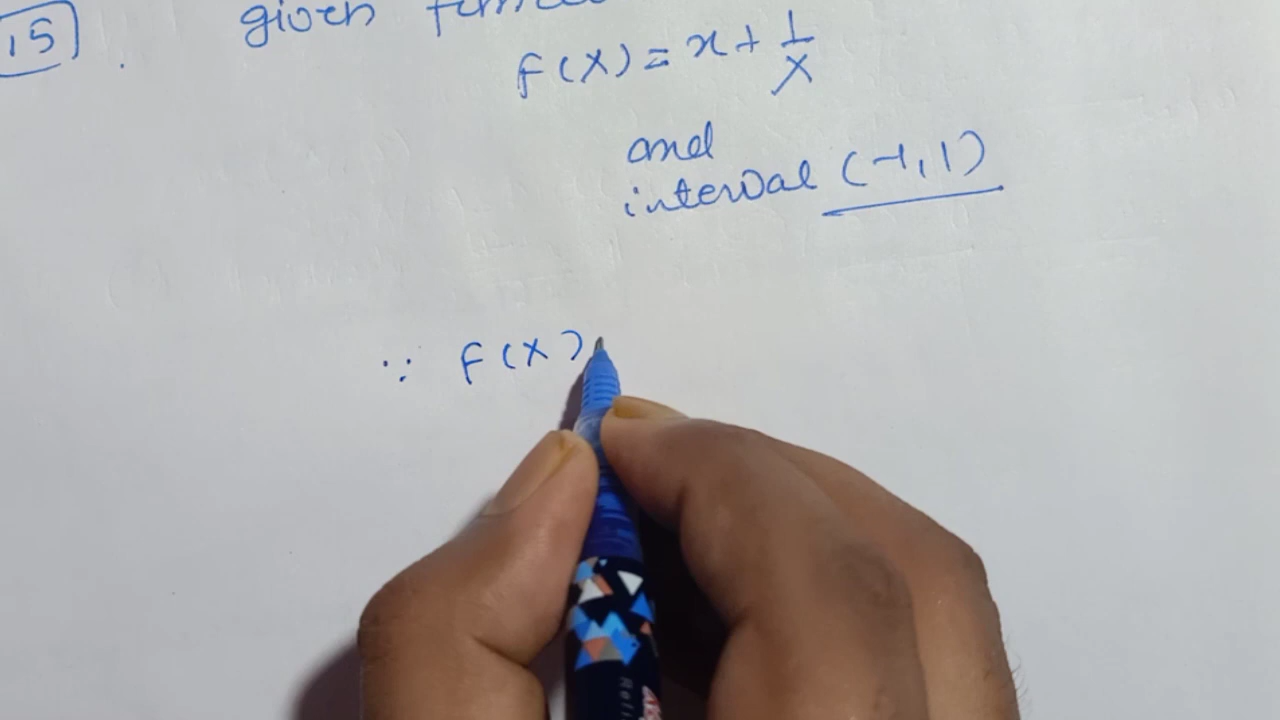 15)
given
f(x) = x + 1/x
and
interval (-1, 1)
∵ f(x)